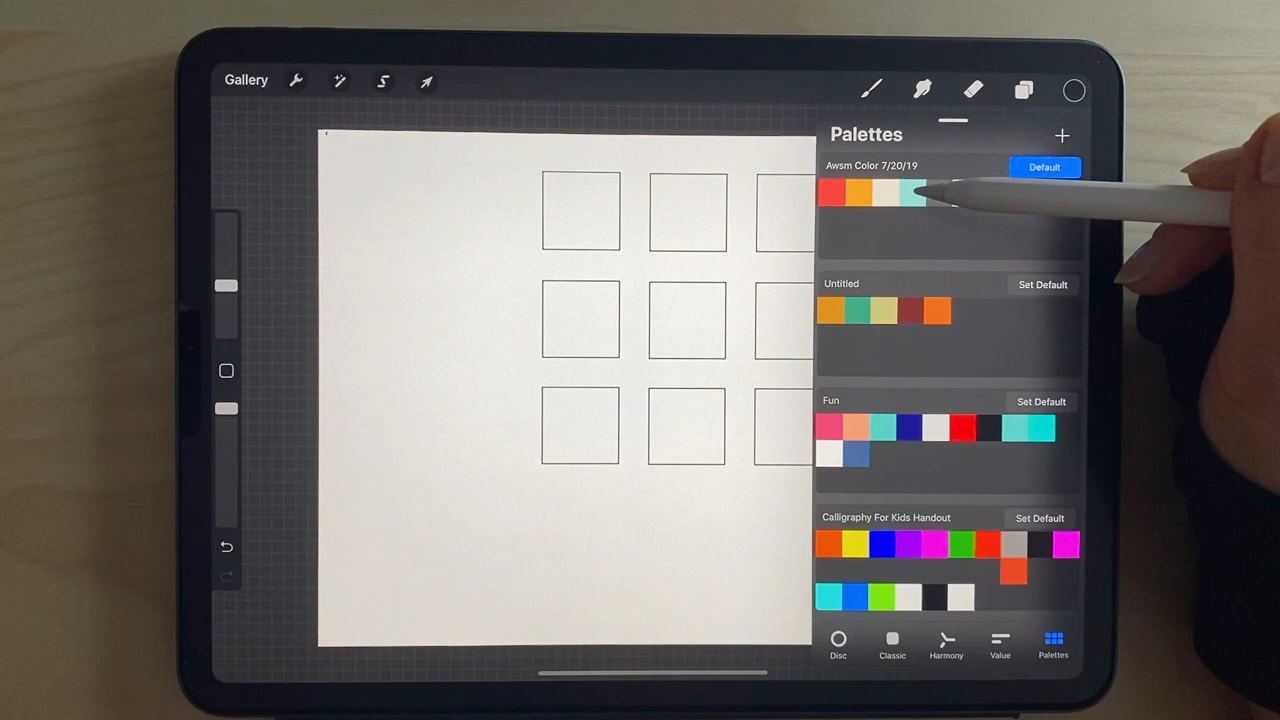 Gallery
Palettes
Awsm Color 7/20/19
Default
Untitled
Set Default
Fun
Set Default
Calligraphy For Kids Handout
Set Default
Disc
Classic
Harmony
Value
Palettes